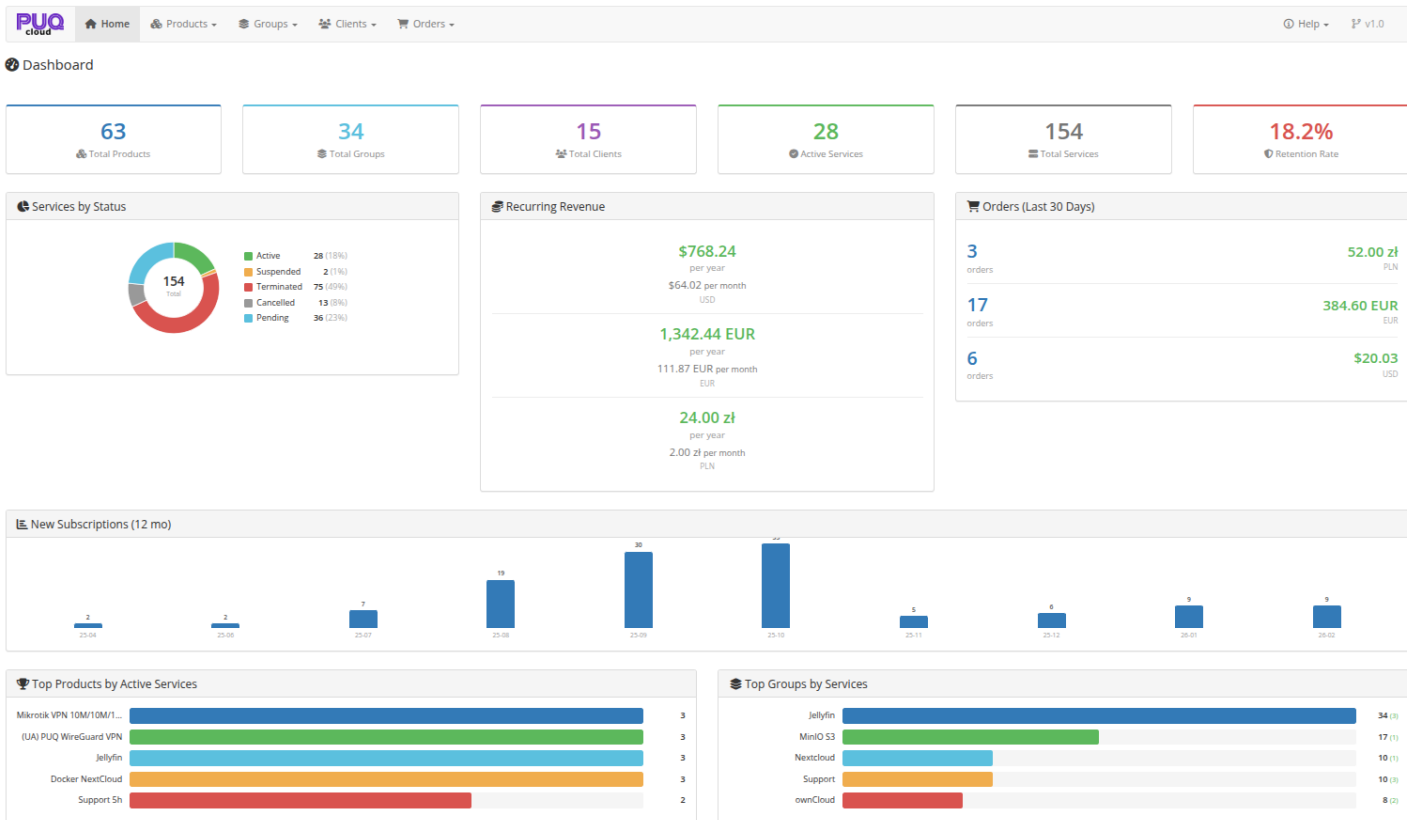 PUQ cloud Home Products Groups Clients Orders Help v1.0
Dashboard
63 34 15 28 154 18.2%
Total Products Total Groups Total Clients Active Services Total Services Retention Rate
Services by Status
154
Total
Active 28 (18%)
Suspended 2 (1%)
Terminated 75 (49%)
Cancelled 13 (8%)
Pending 36 (23%)
Recurring Revenue
$768.24
per year
$64.02 per month
USD
1,342.44 EUR
per year
111.87 EUR per month
EUR
24.00 zł
per year
2.00 zł per month
PLN
Orders (Last 30 Days)
3 52.00 zł
orders PLN
17 384.60 EUR
orders EUR
6 $20.03
orders USD
New Subscriptions (12 mo)
2 2 7 19 30 5 6 9 9
25-04 25-06 25-07 25-08 25-09 25-10 25-11 25-12 26-01 26-02
Top Products by Active Services
Mikrotik VPN 10M/10M/1... 3
(UA) PUQ WireGuard VPN 3
Jellyfin 3
Docker NextCloud 3
Support 5h 2
Top Groups by Services
Jellyfin 34 (3)
MinIO S3 17 (1)
Nextcloud 10 (1)
Support 10 (3)
ownCloud 8 (2)